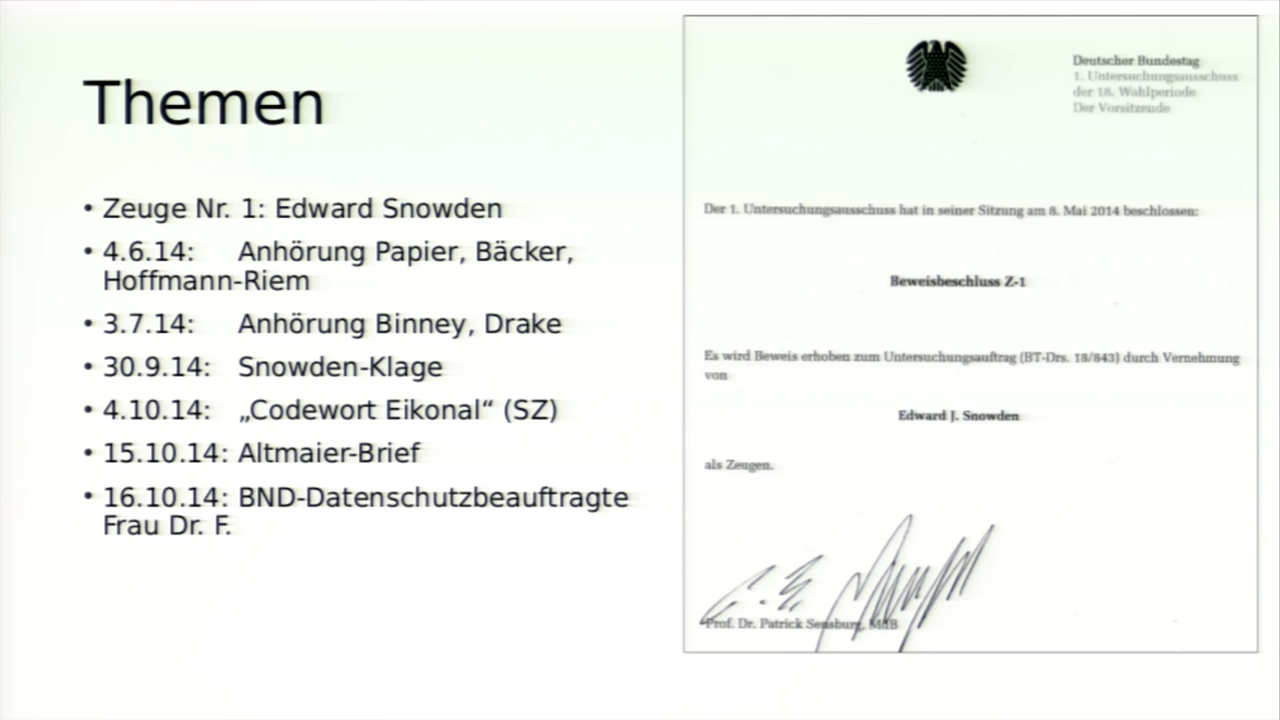 Themen
• Zeuge Nr. 1: Edward Snowden
• 4.6.14: Anhörung Papier, Bäcker,
Hoffmann-Riem
• 3.7.14: Anhörung Binney, Drake
• 30.9.14: Snowden-Klage
• 4.10.14: „Codewort Eikonal“ (SZ)
• 15.10.14: Altmaier-Brief
• 16.10.14: BND-Datenschutzbeauftragte
Frau Dr. F.
Deutscher Bundestag
1. Untersuchungsausschuss
der 18. Wahlperiode
Der Vorsitzende
Der 1. Untersuchungsausschuss hat in seiner Sitzung am 8. Mai 2014 beschlossen:
Beweisbeschluss Z-1
Es wird Beweis erhoben zum Untersuchungsauftrag (BT-Drs. 18/843) durch Vernehmung
von
Edward J. Snowden
als Zeugen.
Prof. Dr. Patrick Sensburg, MdB